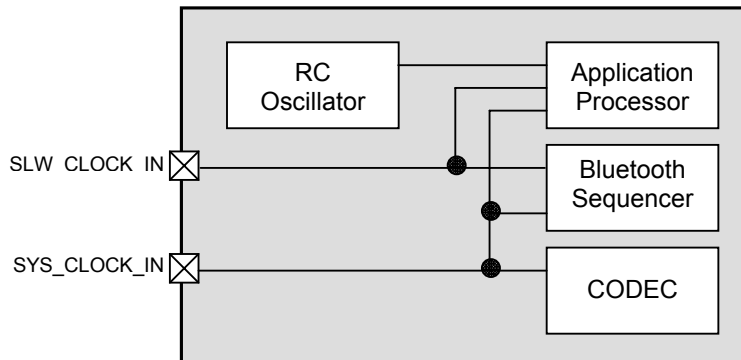 RC
Oscillator
Application
Processor
SLW CLOCK IN
Bluetooth
Sequencer
SYS_CLOCK_IN
CODEC